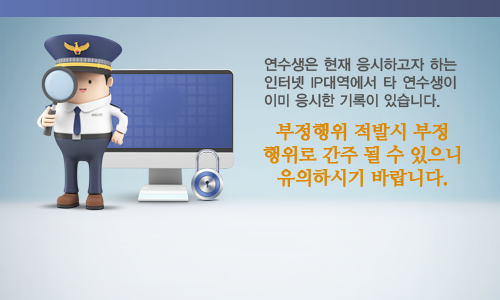 연수생은 현재 응시하고자 하는
인터넷 IP대역에서 타 연수생이
이미 응시한 기록이 있습니다.
부정행위 적발시 부정
행위로 간주 될 수 있으니
유의하시기 바랍니다.